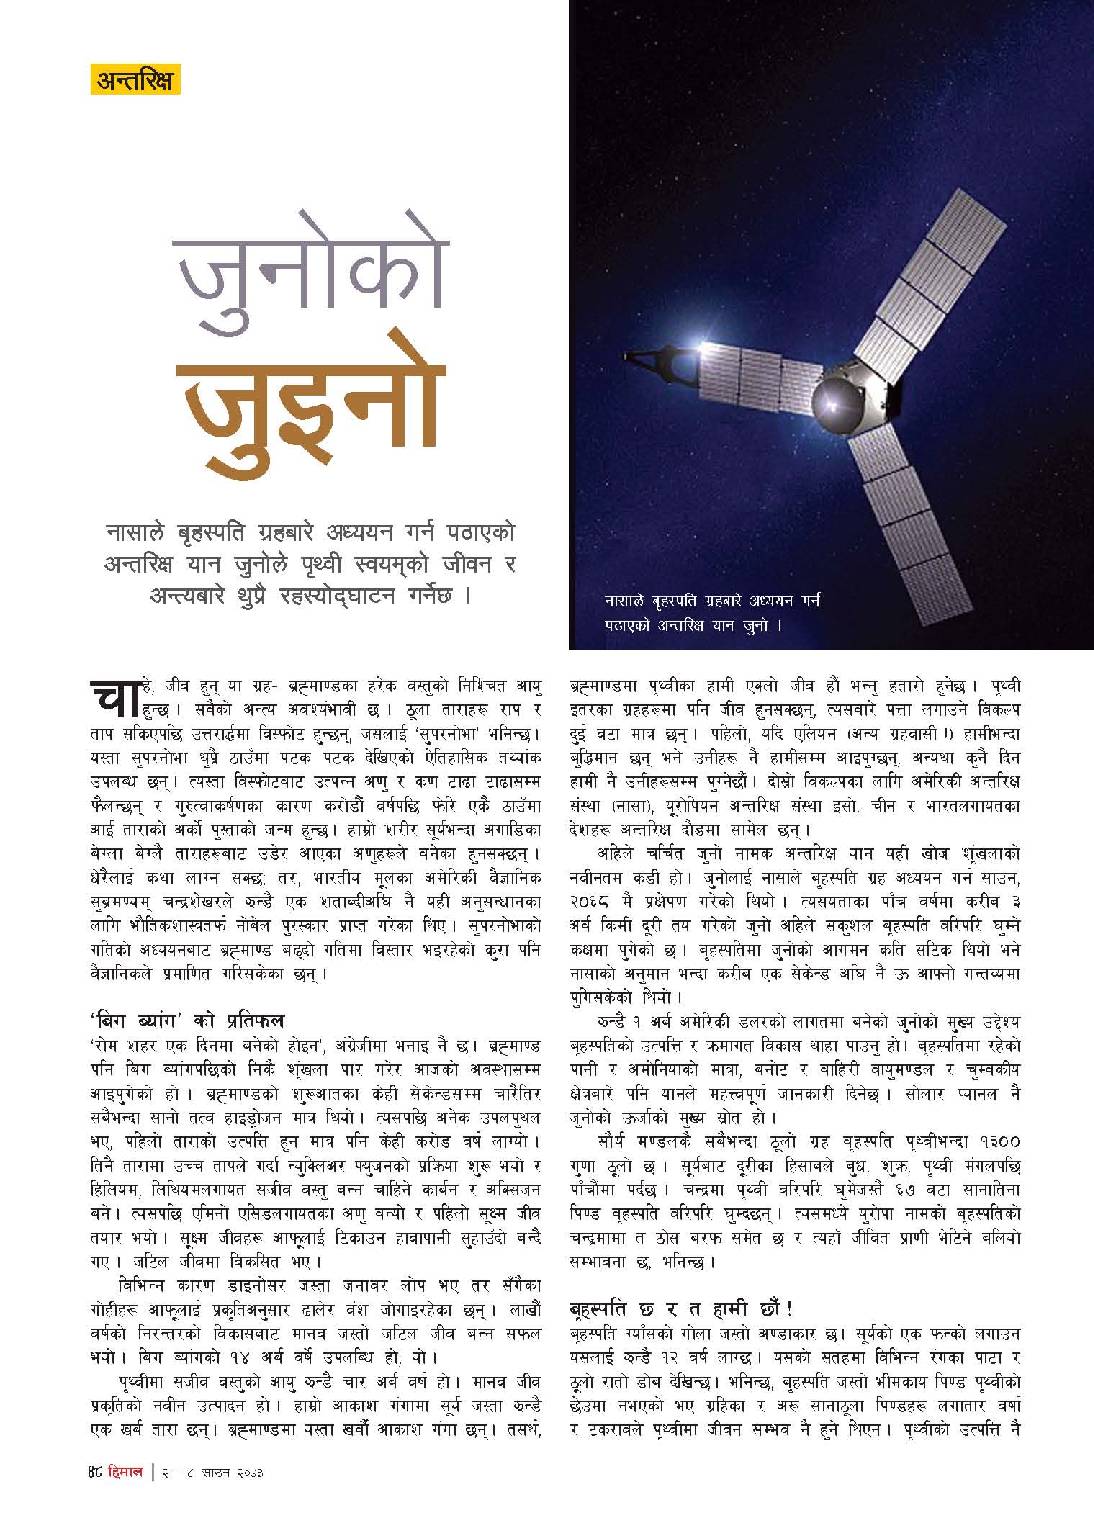 अन्तरिक्ष
जुनोको
जुइनो
नासाले बृहस्पति ग्रहबारे अध्ययन गर्न पठाएको
अन्तरिक्ष यान जुनोले पृथ्वी स्वयम्‌को जीवन र
अन्त्यबारे थुप्रै रहस्योद्‌घाटन गर्नेछ ।
नासाले बृहस्पति ग्रहबारे अध्ययन गर्न
पठाएको अन्तरिक्ष यान जुनो ।
चाहे, जीव हुन् या ग्रह- ब्रह्माण्डका हरेक वस्तुको निश्चित आयु
हुन्छ । सबैको अन्त्य अवश्यंभावी छ । ठूला ताराहरू राप र
ताप सकिएपछि उत्तरार्द्धमा विस्फोट हुन्छन्, जसलाई ‘सुपरनोभा’ भनिन्छ।
यस्ता सुपरनोभा थुप्रै ठाउँमा पटक पटक देखिएको ऐतिहासिक तथ्यांक
उपलब्ध छन् । त्यस्ता विस्फोटबाट उत्पन्न अणु र कण टाढा टाढासम्म
फैलन्छन् र गुरुत्वाकर्षणका कारण करोडौं वर्षपछि फेरि एकै ठाउँमा
आई ताराको अर्को पुस्ताको जन्म हुन्छ। हाम्रो शरीर सूर्यभन्दा अगाडिका
बेग्ला बेग्लै ताराहरूबाट उडेर आएका अणुहरूले बनेका हुनसक्छन् ।
धेरैलाई कथा लाग्न सक्छ; तर, भारतीय मूलका अमेरिकी वैज्ञानिक
सुब्रमण्यम् चन्द्रशेखरले झन्डै एक शताब्दीअघि नै यही अनुसन्धानका
लागि भौतिकशास्त्रतर्फ नोबेल पुरस्कार प्राप्त गरेका थिए । सुपरनोभाको
गतिको अध्ययनबाट ब्रह्माण्ड बढ्दो गतिमा विस्तार भइरहेको कुरा पनि
वैज्ञानिकले प्रमाणित गरिसकेका छन् ।
‘बिग ब्यांग’ को प्रतिफल
‘रोम शहर एक दिनमा बनेको होइन’, अंग्रेजीमा भनाइ नै छ। ब्रह्माण्ड
पनि बिग ब्यांगपछिको निकै शृंखला पार गरेर आजको अवस्थासम्म
आइपुगेको हो । ब्रह्माण्डको शुरूआतका केही सेकेन्डसम्म चारैतिर
सबैभन्दा सानो तत्व हाइड्रोजन मात्र थियो । त्यसपछि अनेक उपलपुथल
भए, पहिलो ताराको उत्पत्ति हुन मात्र पनि केही करोड वर्ष लाग्यो ।
तिनै तारामा उच्च तापले गर्दा न्युक्लिअर फ्युजनको प्रक्रिया शुरू भयो र
हिलियम, लिथियमलगायत सजीव वस्तु बन्न चाहिने कार्बन र अक्सिजन
बने । त्यसपछि एमिनो एसिडलगायतका अणु बन्यो र पहिलो सूक्ष्म जीव
तयार भयो । सूक्ष्म जीवहरू आफूलाई टिकाउन हावापानी सुहाउँदो बन्दै
गए । जटिल जीवमा विकसित भए ।
विभिन्न कारण डाइनोसर जस्ता जनावर लोप भए तर सँगैका
गोहीहरू आफूलाई प्रकृतिअनुसार ढालेर वंश जोगाइरहेका छन् । लाखौं
वर्षको निरन्तरको विकासबाट मानव जस्तो जटिल जीव बन्न सफल
भयो । बिग ब्यांगको १४ अर्ब वर्षे उपलब्धि हो, यो ।
पृथ्वीमा सजीव वस्तुको आयु झन्डै चार अर्ब वर्ष हो । मानव जीव
प्रकृतिको नवीन उत्पादन हो । हाम्रो आकाश गंगामा सूर्य जस्ता झन्डै
एक खर्ब तारा छन् । ब्रह्माण्डमा यस्ता खर्बौं आकाश गंगा छन् । तसर्थ,
ब्रह्माण्डमा पृथ्वीका हामी एक्लो जीव हौं भन्नु हतारो हुनेछ । पृथ्वी
इतरका ग्रहहरूमा पनि जीव हुनसक्छन्, त्यसबारे पत्ता लगाउने विकल्प
दुई वटा मात्र छन् । पहिलो, यदि एलियन (अन्य ग्रहवासी !) हामीभन्दा
बुद्धिमान छन् भने उनीहरू नै हामीसम्म आइपुग्छन् अन्यथा कुनै दिन
हामी नै उनीहरूसम्म पुग्नेछौं । दोस्रो विकल्पका लागि अमेरिकी अन्तरिक्ष
संस्था (नासा), यूरोपियन अन्तरिक्ष संस्था इसो, चीन र भारतलगायतका
देशहरू अन्तरिक्ष दौडमा सामेल छन् ।
अहिले चर्चित जुनो नामक अन्तरिक्ष यान यही खोज शृंखलाको
नवीनतम कडी हो । जुनोलाई नासाले बृहस्पति ग्रह अध्ययन गर्न साउन,
२०६८ मै प्रक्षेपण गरेको थियो । त्यसयताका पाँच वर्षमा करीब ३
अर्ब किमी दूरी तय गरेको जुनो अहिले सकुशल बृहस्पति वरिपरि घुम्ने
कक्षमा पुगेको छ । बृहस्पतिमा जुनोको आगमन कति सटिक थियो भने
नासाको अनुमान भन्दा करीब एक सेकेन्ड अघि नै ऊ आफ्नो गन्तव्यमा
पुगिसकेको थियो ।
झन्डै १ अर्ब अमेरिकी डलरको लागतमा बनेको जुनोको मुख्य उद्देश्य
बृहस्पतिको उत्पत्ति र क्रमागत विकास थाहा पाउनु हो। बृहस्पतिमा रहेको
पानी र अमोनियाको मात्रा, बनोट र बाहिरी वायुमण्डल र चुम्बकीय
क्षेत्रबारे पनि यानले महत्त्वपूर्ण जानकारी दिनेछ । सोलार प्यानल नै
जुनोको ऊर्जाको मुख्य स्रोत हो ।
सौर्य मण्डलकै सबैभन्दा ठूलो ग्रह बृहस्पति पृथ्वीभन्दा १३००
गुणा ठूलो छ । सूर्यबाट दूरीका हिसाबले बुध, शुक्र, पृथ्वी मंगलपछि
पाँचौंमा पर्दछ । चन्द्रमा पृथ्वी वरिपरि घुमेजस्तै ६७ वटा सानातिना
पिण्ड बृहस्पति वरिपरि घुम्दछन् । त्यसमध्ये युरोपा नामको बृहस्पतिको
चन्द्रमामा त ठोस बरफ समेत छ र त्यहाँ जीवित प्राणी भेटिने बलियो
सम्भावना छ, भनिन्छ ।
बृहस्पति छ र त हामी छौं !
बृहस्पति ग्याँसको गोला जस्तो अण्डाकार छ। सूर्यको एक फन्को लगाउन
यसलाई झन्डै १२ वर्ष लाग्छ । यसको सतहमा विभिन्न रंगका पाटा र
ठूलो रातो डोब देखिन्छ । भनिन्छ, बृहस्पति जस्तो भीमकाय पिण्ड पृथ्वीको
छेउमा नभएको भए ग्रहिका र अरू सानाठूला पिण्डहरू लगातार वर्षा
र टकरावले पृथ्वीमा जीवन सम्भव नै हुने थिएन । पृथ्वीको उत्पत्ति नै
४८ हिमाल | २ ८ साउन २०७३